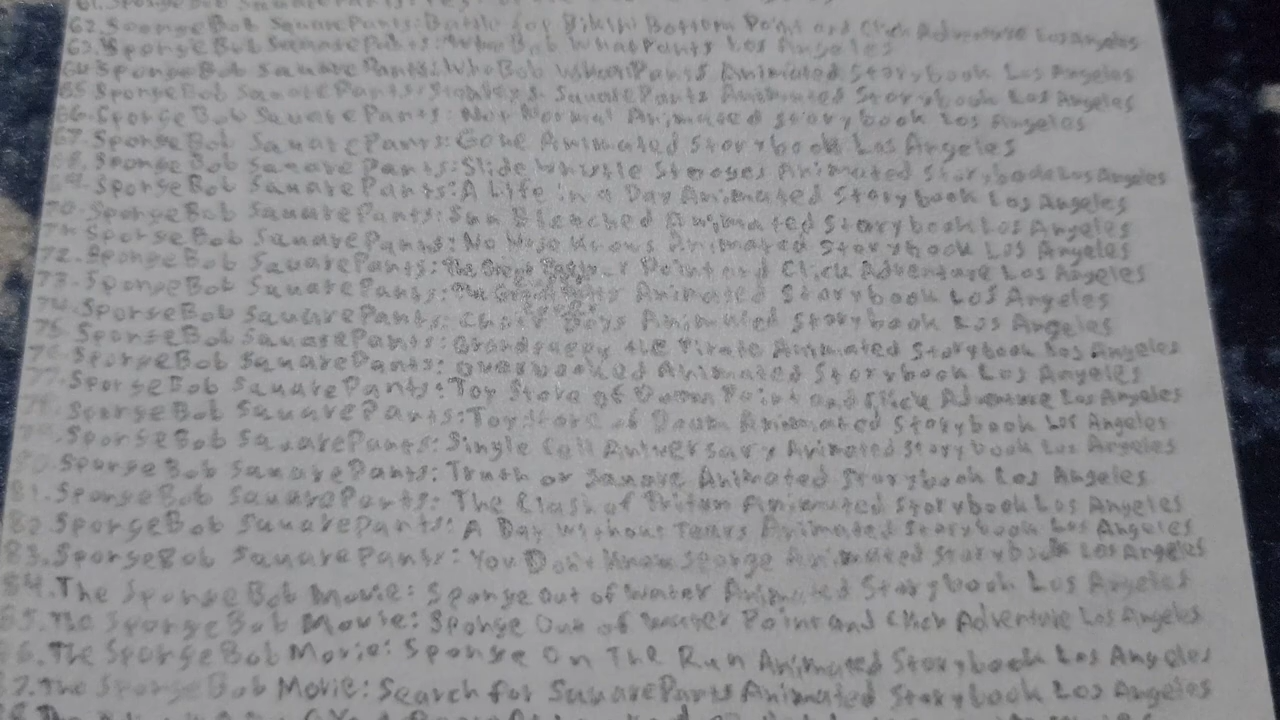 61. SpongeBob SquarePants:
62. SpongeBob SquarePants: Battle for Bikini Bottom Point and Click Adventure Los Angeles
63. SpongeBob SquarePants: WhoBob WhatPants Los Angeles
64. SpongeBob SquarePants: WhoBob WhatPants Animated Storybook Los Angeles
65. SpongeBob SquarePants: Stanley S. SquarePants Animated Storybook Los Angeles
66. SpongeBob SquarePants: Not Normal Animated Storybook Los Angeles
67. SpongeBob SquarePants: Gone Animated Storybook Los Angeles
68. SpongeBob SquarePants: Slide Whistle Stooges Animated Storybook Los Angeles
69. SpongeBob SquarePants: A Life in a Day Animated Storybook Los Angeles
70. SpongeBob SquarePants: Sun Bleached Animated Storybook Los Angeles
71. SpongeBob SquarePants: No Nose Knows Animated Storybook Los Angeles
72. SpongeBob SquarePants: The Great Point and Click Adventure Los Angeles
73. SpongeBob SquarePants: The Great Animated Storybook Los Angeles
74. SpongeBob SquarePants: Choir Boys Animated Storybook Los Angeles
75. SpongeBob SquarePants: Grandpappy the Pirate Animated Storybook Los Angeles
76. SpongeBob SquarePants: Overbooked Animated Storybook Los Angeles
77. SpongeBob SquarePants: Toy Store of Doom Point and Click Adventure Los Angeles
78. SpongeBob SquarePants: Toy Store of Doom Animated Storybook Los Angeles
79. SpongeBob SquarePants: Single Cell Aniversary Animated Storybook Los Angeles
80. SpongeBob SquarePants: Truth or Square Animated Storybook Los Angeles
81. SpongeBob SquarePants: The Clash of Triton Animated Storybook Los Angeles
82. SpongeBob SquarePants: A Day Without Tears Animated Storybook Los Angeles
83. SpongeBob SquarePants: You Don't Know Sponge Animated Storybook Los Angeles
84. The SpongeBob Movie: Sponge Out of Water Animated Storybook Los Angeles
85. The SpongeBob Movie: Sponge Out of Water Point and Click Adventure Los Angeles
86. The SpongeBob Movie: Sponge On The Run Animated Storybook Los Angeles
87. The SpongeBob Movie: Search for SquarePants Animated Storybook Los Angeles